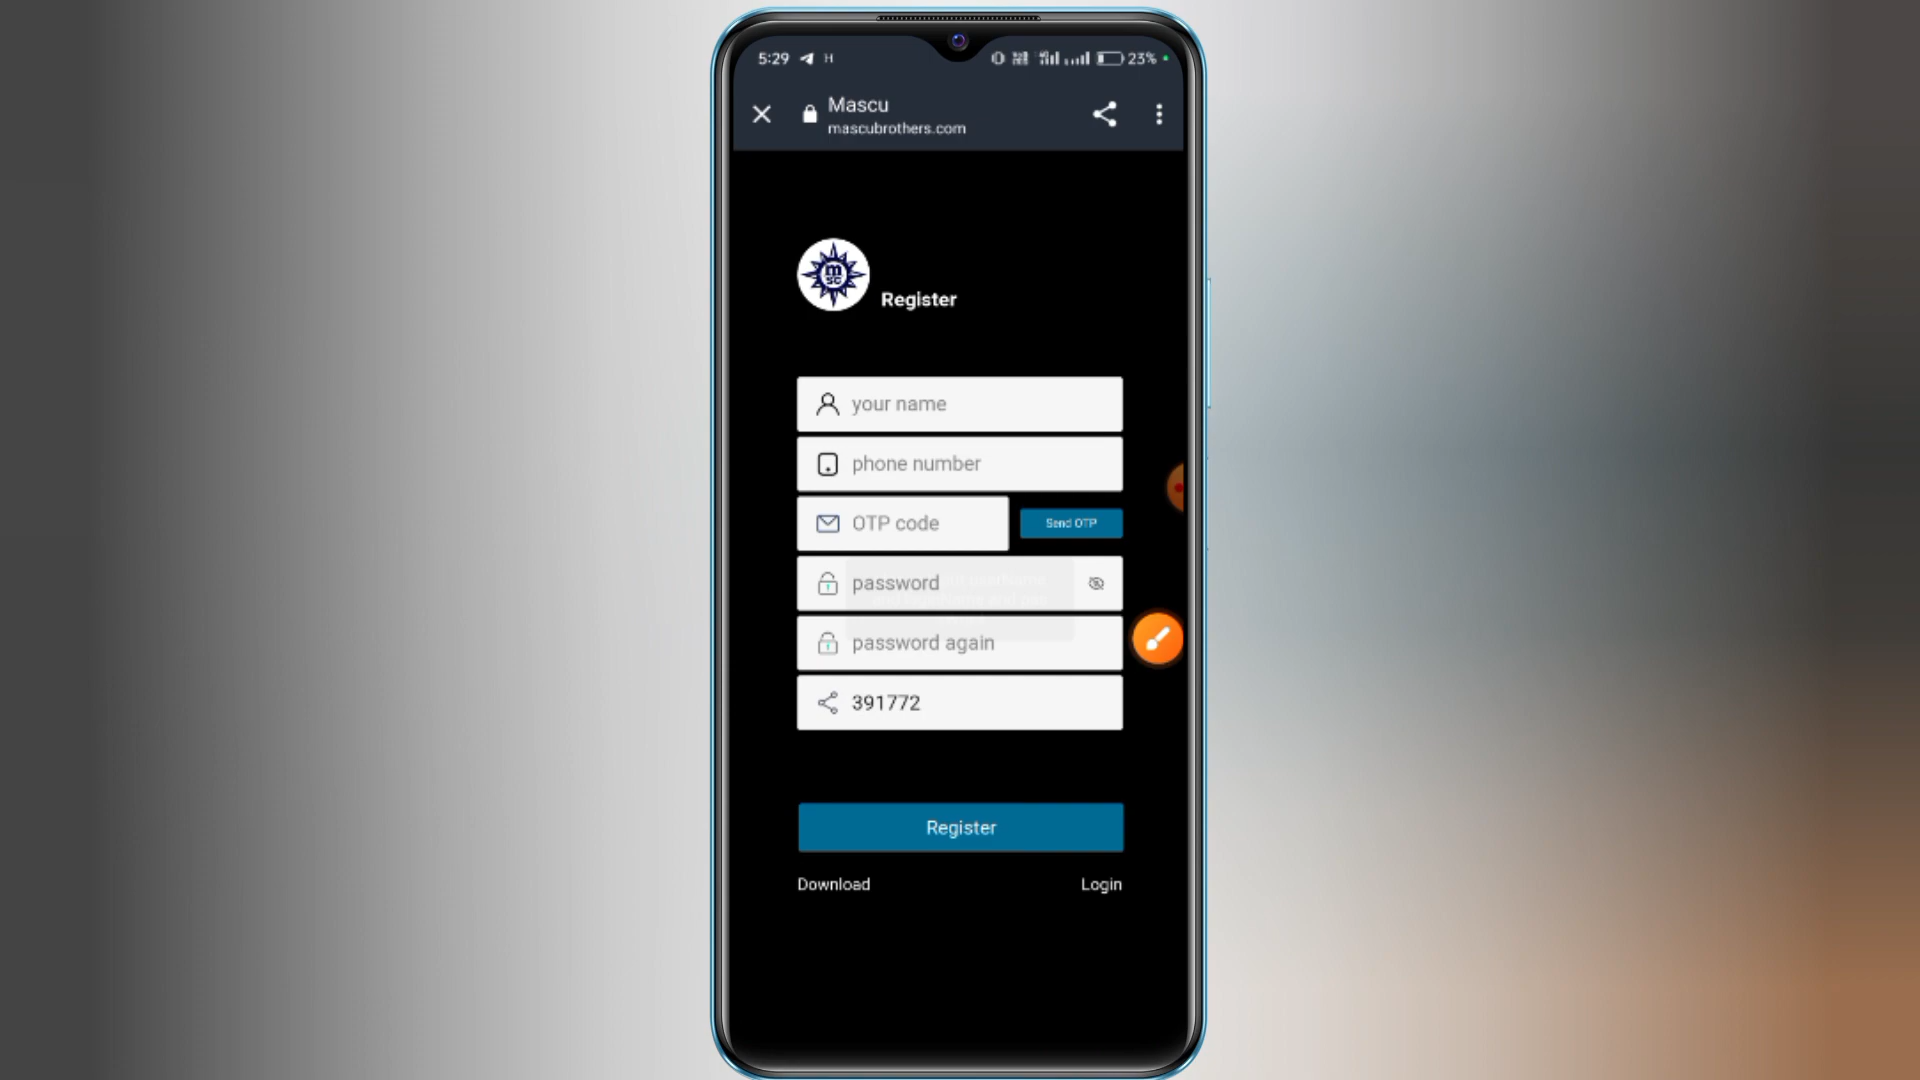 5:29 H 23%
Mascu
mascubrothers.com
m
sc
Register
your name
phone number
OTP code Send OTP
password
password again
391772
Register
Download Login